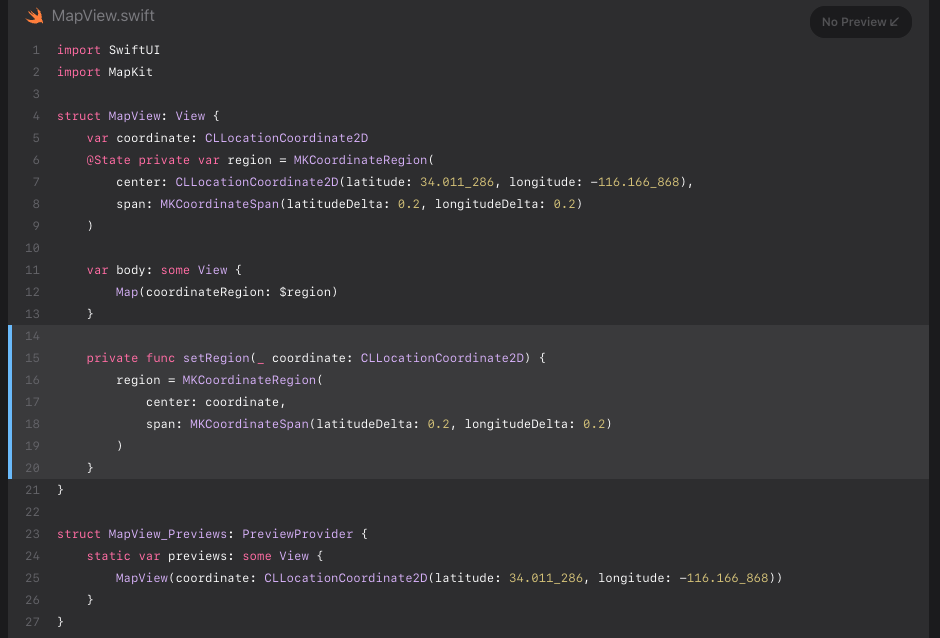 MapView.swift
No Preview
1 import SwiftUI
2 import MapKit
3
4 struct MapView: View {
5     var coordinate: CLLocationCoordinate2D
6     @State private var region = MKCoordinateRegion(
7         center: CLLocationCoordinate2D(latitude: 34.011_286, longitude: -116.166_868),
8         span: MKCoordinateSpan(latitudeDelta: 0.2, longitudeDelta: 0.2)
9     )
10
11     var body: some View {
12         Map(coordinateRegion: $region)
13     }
14
15     private func setRegion(_ coordinate: CLLocationCoordinate2D) {
16         region = MKCoordinateRegion(
17             center: coordinate,
18             span: MKCoordinateSpan(latitudeDelta: 0.2, longitudeDelta: 0.2)
19         )
20     }
21 }
22
23 struct MapView_Previews: PreviewProvider {
24     static var previews: some View {
25         MapView(coordinate: CLLocationCoordinate2D(latitude: 34.011_286, longitude: -116.166_868))
26     }
27 }